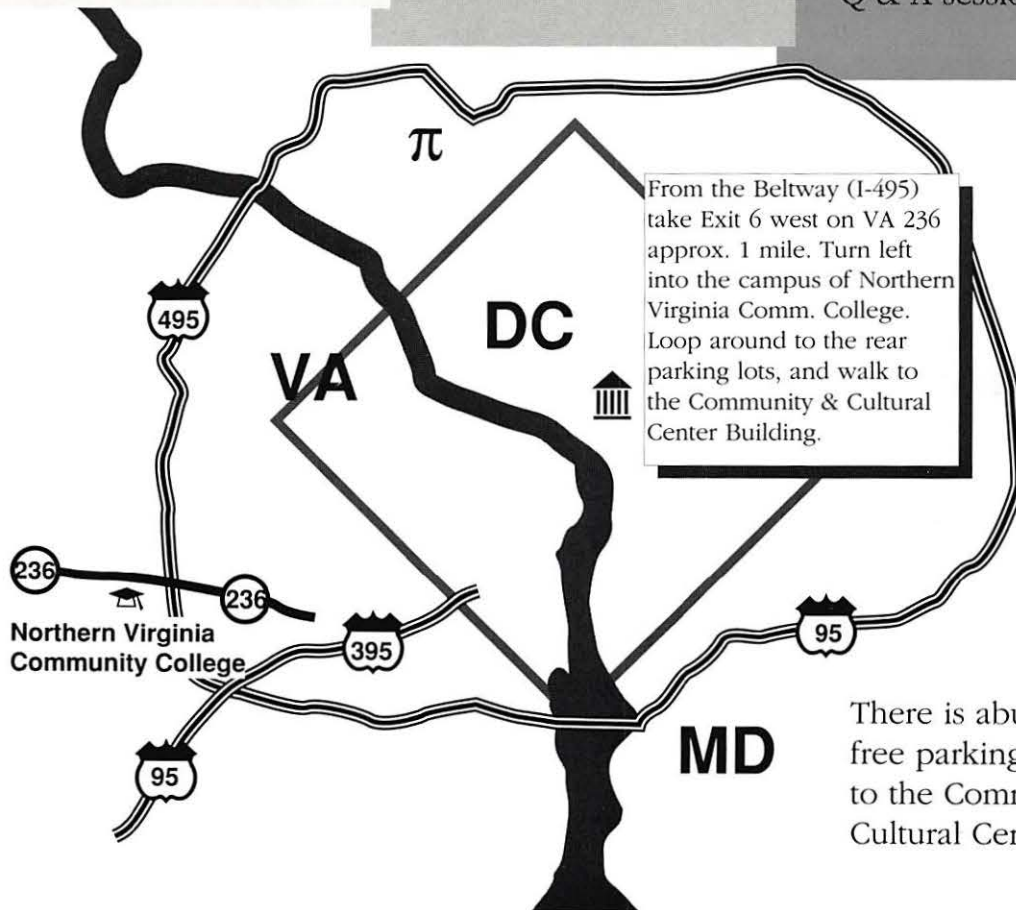 Q & A
π
From the Beltway (I-495)
take Exit 6 west on VA 236
approx. 1 mile. Turn left
into the campus of Northern
Virginia Comm. College.
Loop around to the rear
parking lots, and walk to
the Community & Cultural
Center Building.
495
DC
VA
236
236
Northern Virginia
Community College
395
95
95
MD
There is
free parking
to the
Cultural